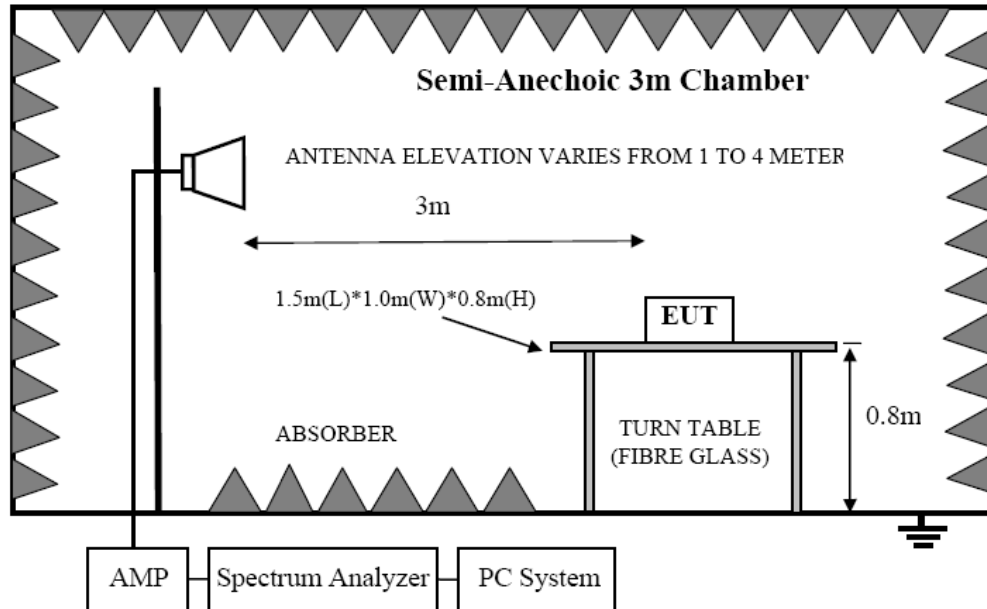 Semi-Anechoic 3m Chamber
ANTENNA ELEVATION VARIES FROM 1 TO 4 METER
3m
1.5m(L)*1.0m(W)*0.8m(H)
EUT
0.8m
ABSORBER
TURN TABLE
(FIBRE GLASS)
AMP
Spectrum Analyzer
PC System